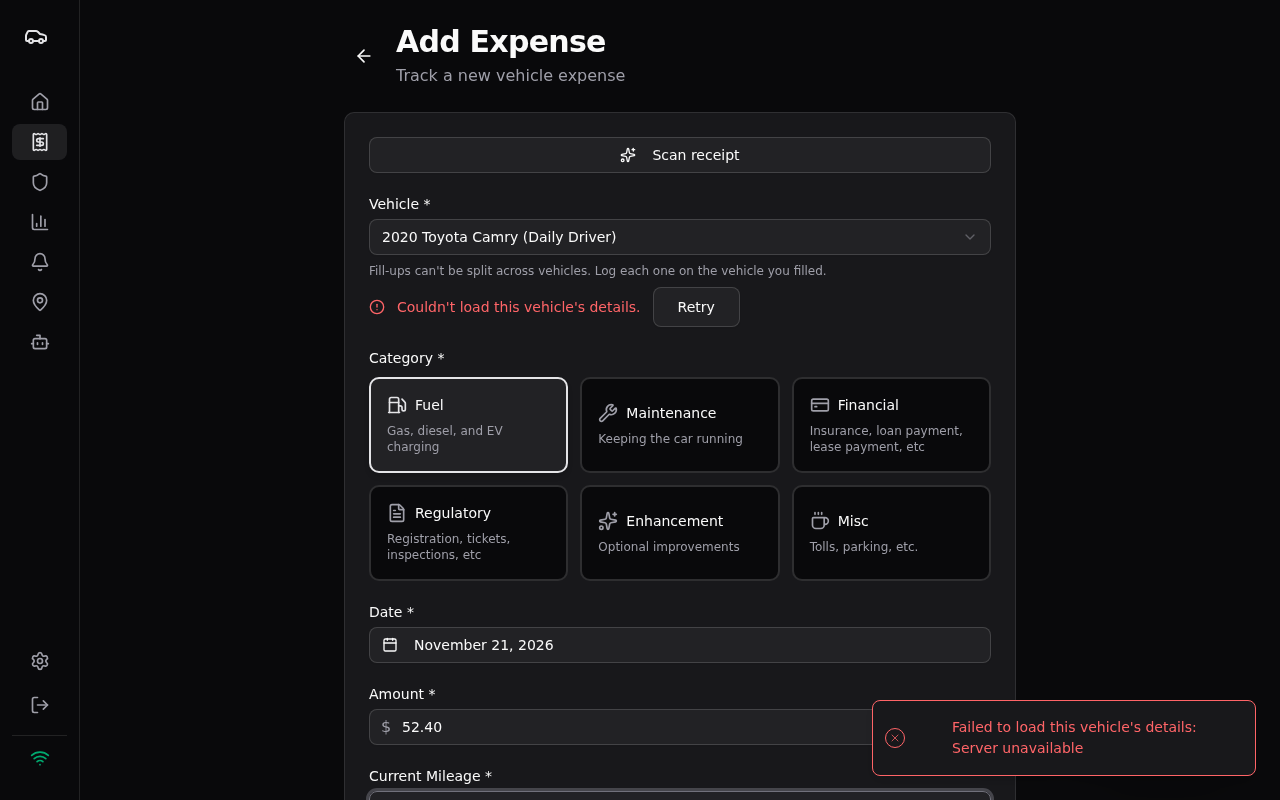 Add Expense
Track a new vehicle expense
Scan receipt
Vehicle *
2020 Toyota Camry (Daily Driver)
Fill-ups can't be split across vehicles. Log each one on the vehicle you filled.
Couldn't load this vehicle's details.
Retry
Category *
Fuel
Gas, diesel, and EV
charging
Maintenance
Keeping the car running
Financial
Insurance, loan payment,
lease payment, etc
Regulatory
Registration, tickets,
inspections, etc
Enhancement
Optional improvements
Misc
Tolls, parking, etc.
Date *
November 21, 2026
Amount *
$ 52.40
Failed to load this vehicle's details:
Server unavailable
Current Mileage *